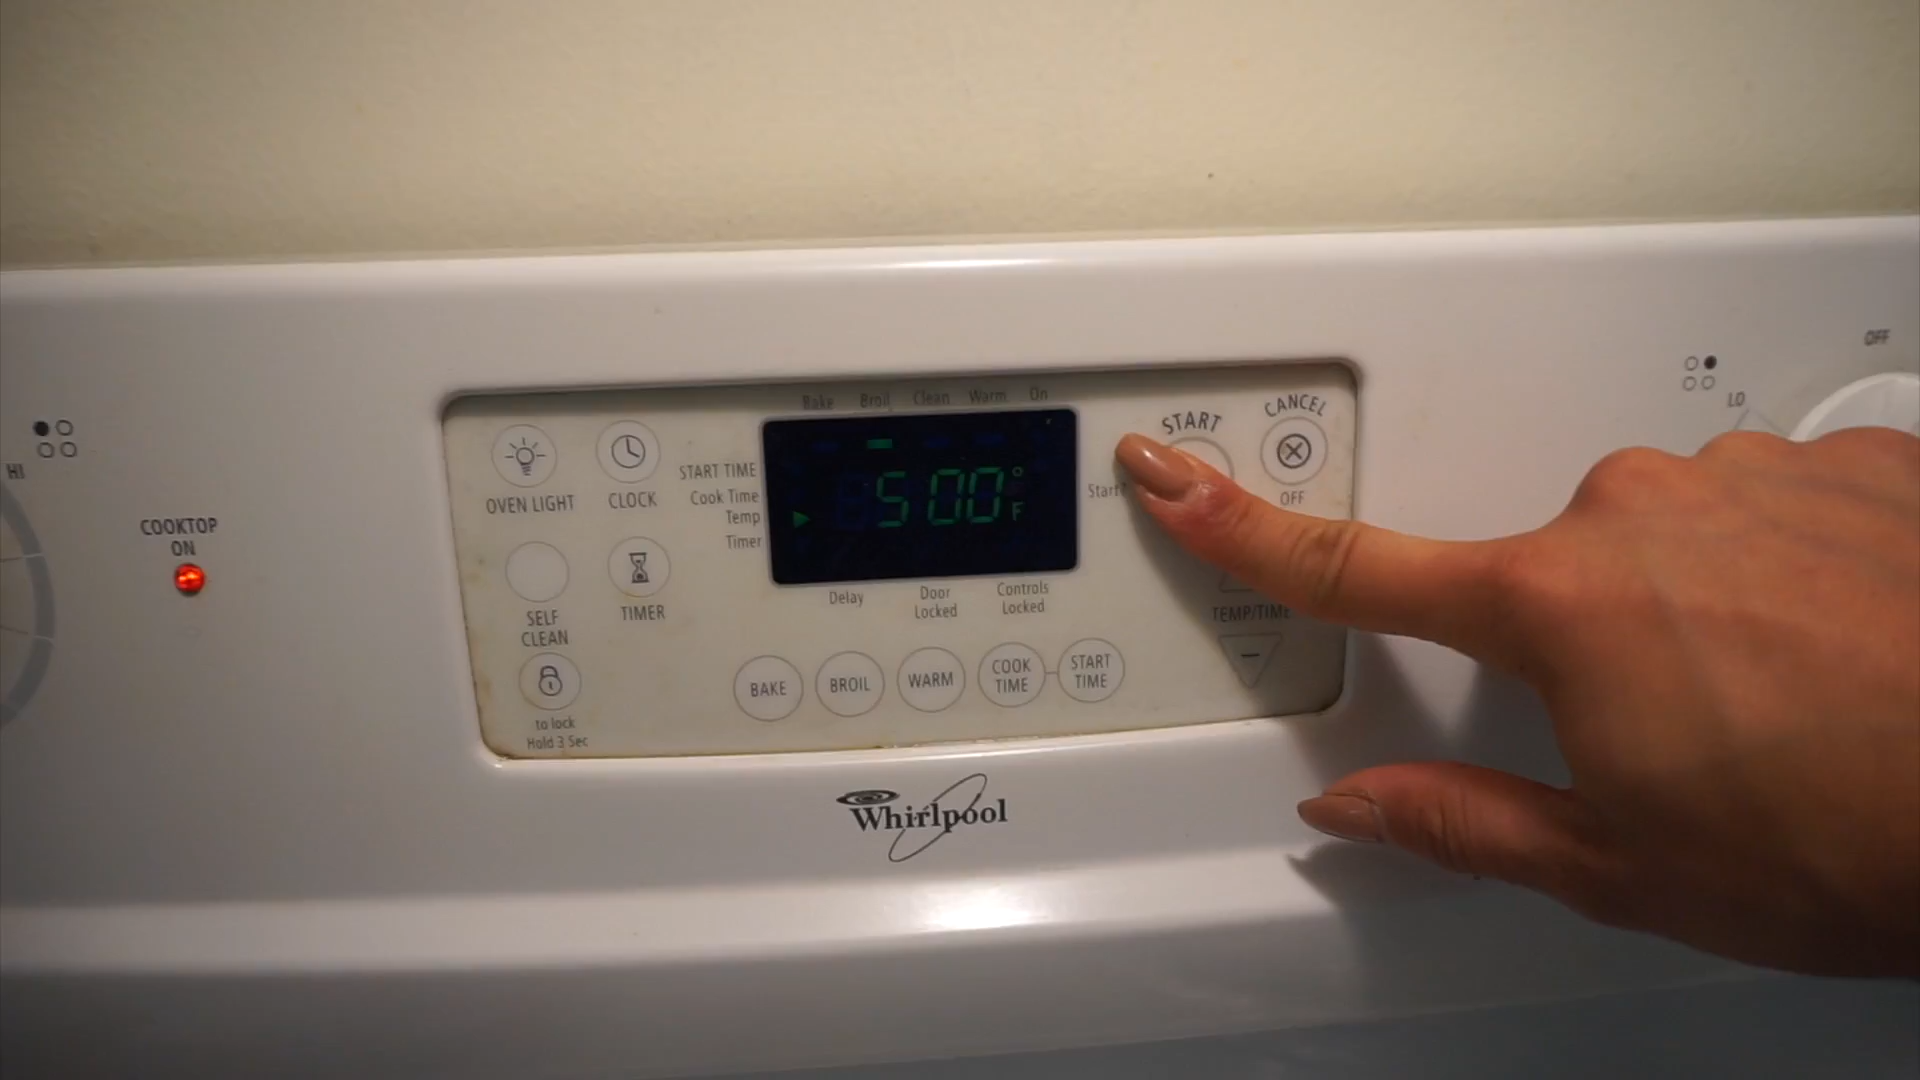 OFF
LO
HI
COOKTOP
ON
OVEN LIGHT
CLOCK
SELF
CLEAN
TIMER
to lock
Hold 3 Sec
Bake Broil Clean Warm On
START TIME
Cook Time
Temp
Timer
500°F
Start?
Delay
Door
Locked
Controls
Locked
START
CANCEL
OFF
TEMP/TIME
BAKE
BROIL
WARM
COOK
TIME
START
TIME
Whirlpool